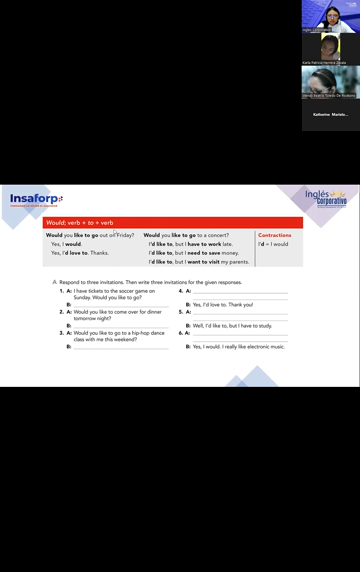 Karla Patricia Herrera Zavala
Katherine Maristo...
Insaforp
Inglés
Corporativo
Would; verb + to + verb
Would you like to go out on Friday?
Yes, I would.
Yes, I'd love to. Thanks.
Would you like to go to a concert?
I'd like to, but I have to work late.
I'd like to, but I need to save money.
I'd like to, but I want to visit my parents.
Contractions
I'd = I would
A Respond to three invitations. Then write three invitations for the given responses.
1. A: I have tickets to the soccer game on
Sunday. Would you like to go?
B:
2. A: Would you like to come over for dinner
tomorrow night?
B:
3. A: Would you like to go to a hip-hop dance
class with me this weekend?
B:
4. A:
B: Yes, I'd love to. Thank you!
5. A:
B: Well, I'd like to, but I have to study.
6. A:
B: Yes, I would. I really like electronic music.